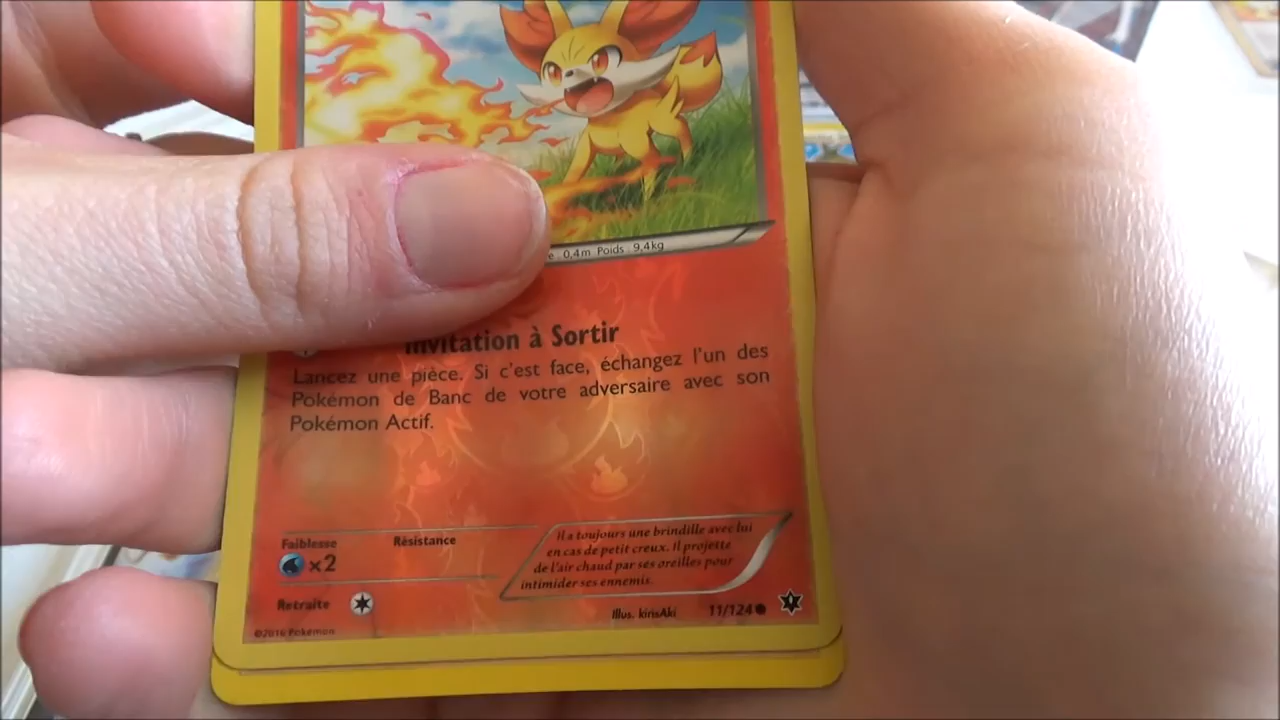 0,4m Poids : 9,4kg
Invitation à Sortir
Lancez une pièce. Si c'est face, échangez l'un des
Pokémon de Banc de votre adversaire avec son
Pokémon Actif.
Faiblesse
×2
Résistance
Il a toujours une brindille avec lui
en cas de petit creux. Il projette
de l'air chaud par ses oreilles pour
intimider ses ennemis.
Retraite
Illus. kirisAki
11/124
©2016 Pokémon